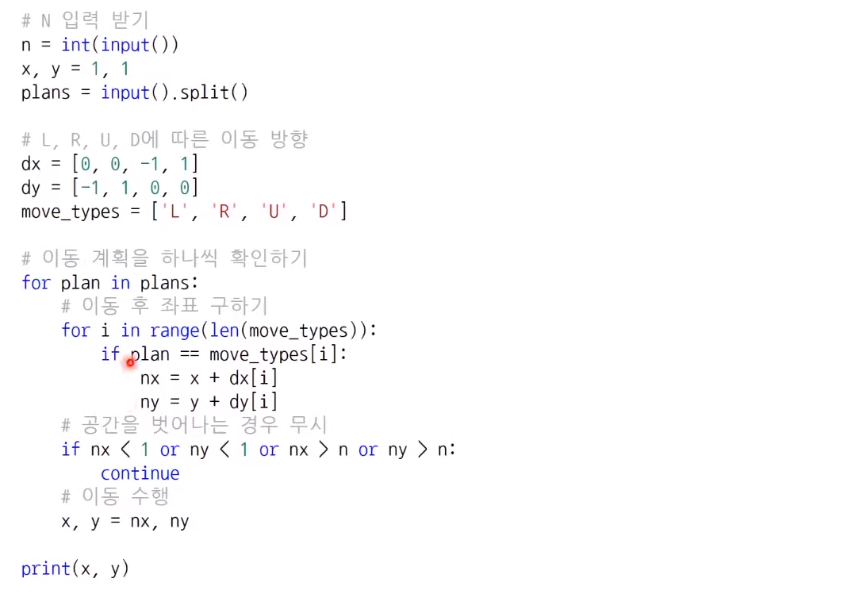 # N 입력 받기
n = int(input())
x, y = 1, 1
plans = input().split()
# L, R, U, D에 따른 이동 방향
dx = [0, 0, -1, 1]
dy = [-1, 1, 0, 0]
move_types = ['L', 'R', 'U', 'D']
# 이동 계획을 하나씩 확인하기
for plan in plans:
# 이동 후 좌표 구하기
for i in range(len(move_types)):
if plan == move_types[i]:
nx = x + dx[i]
ny = y + dy[i]
# 공간을 벗어나는 경우 무시
if nx < 1 or ny < 1 or nx > n or ny > n:
continue
# 이동 수행
x, y = nx, ny
print(x, y)